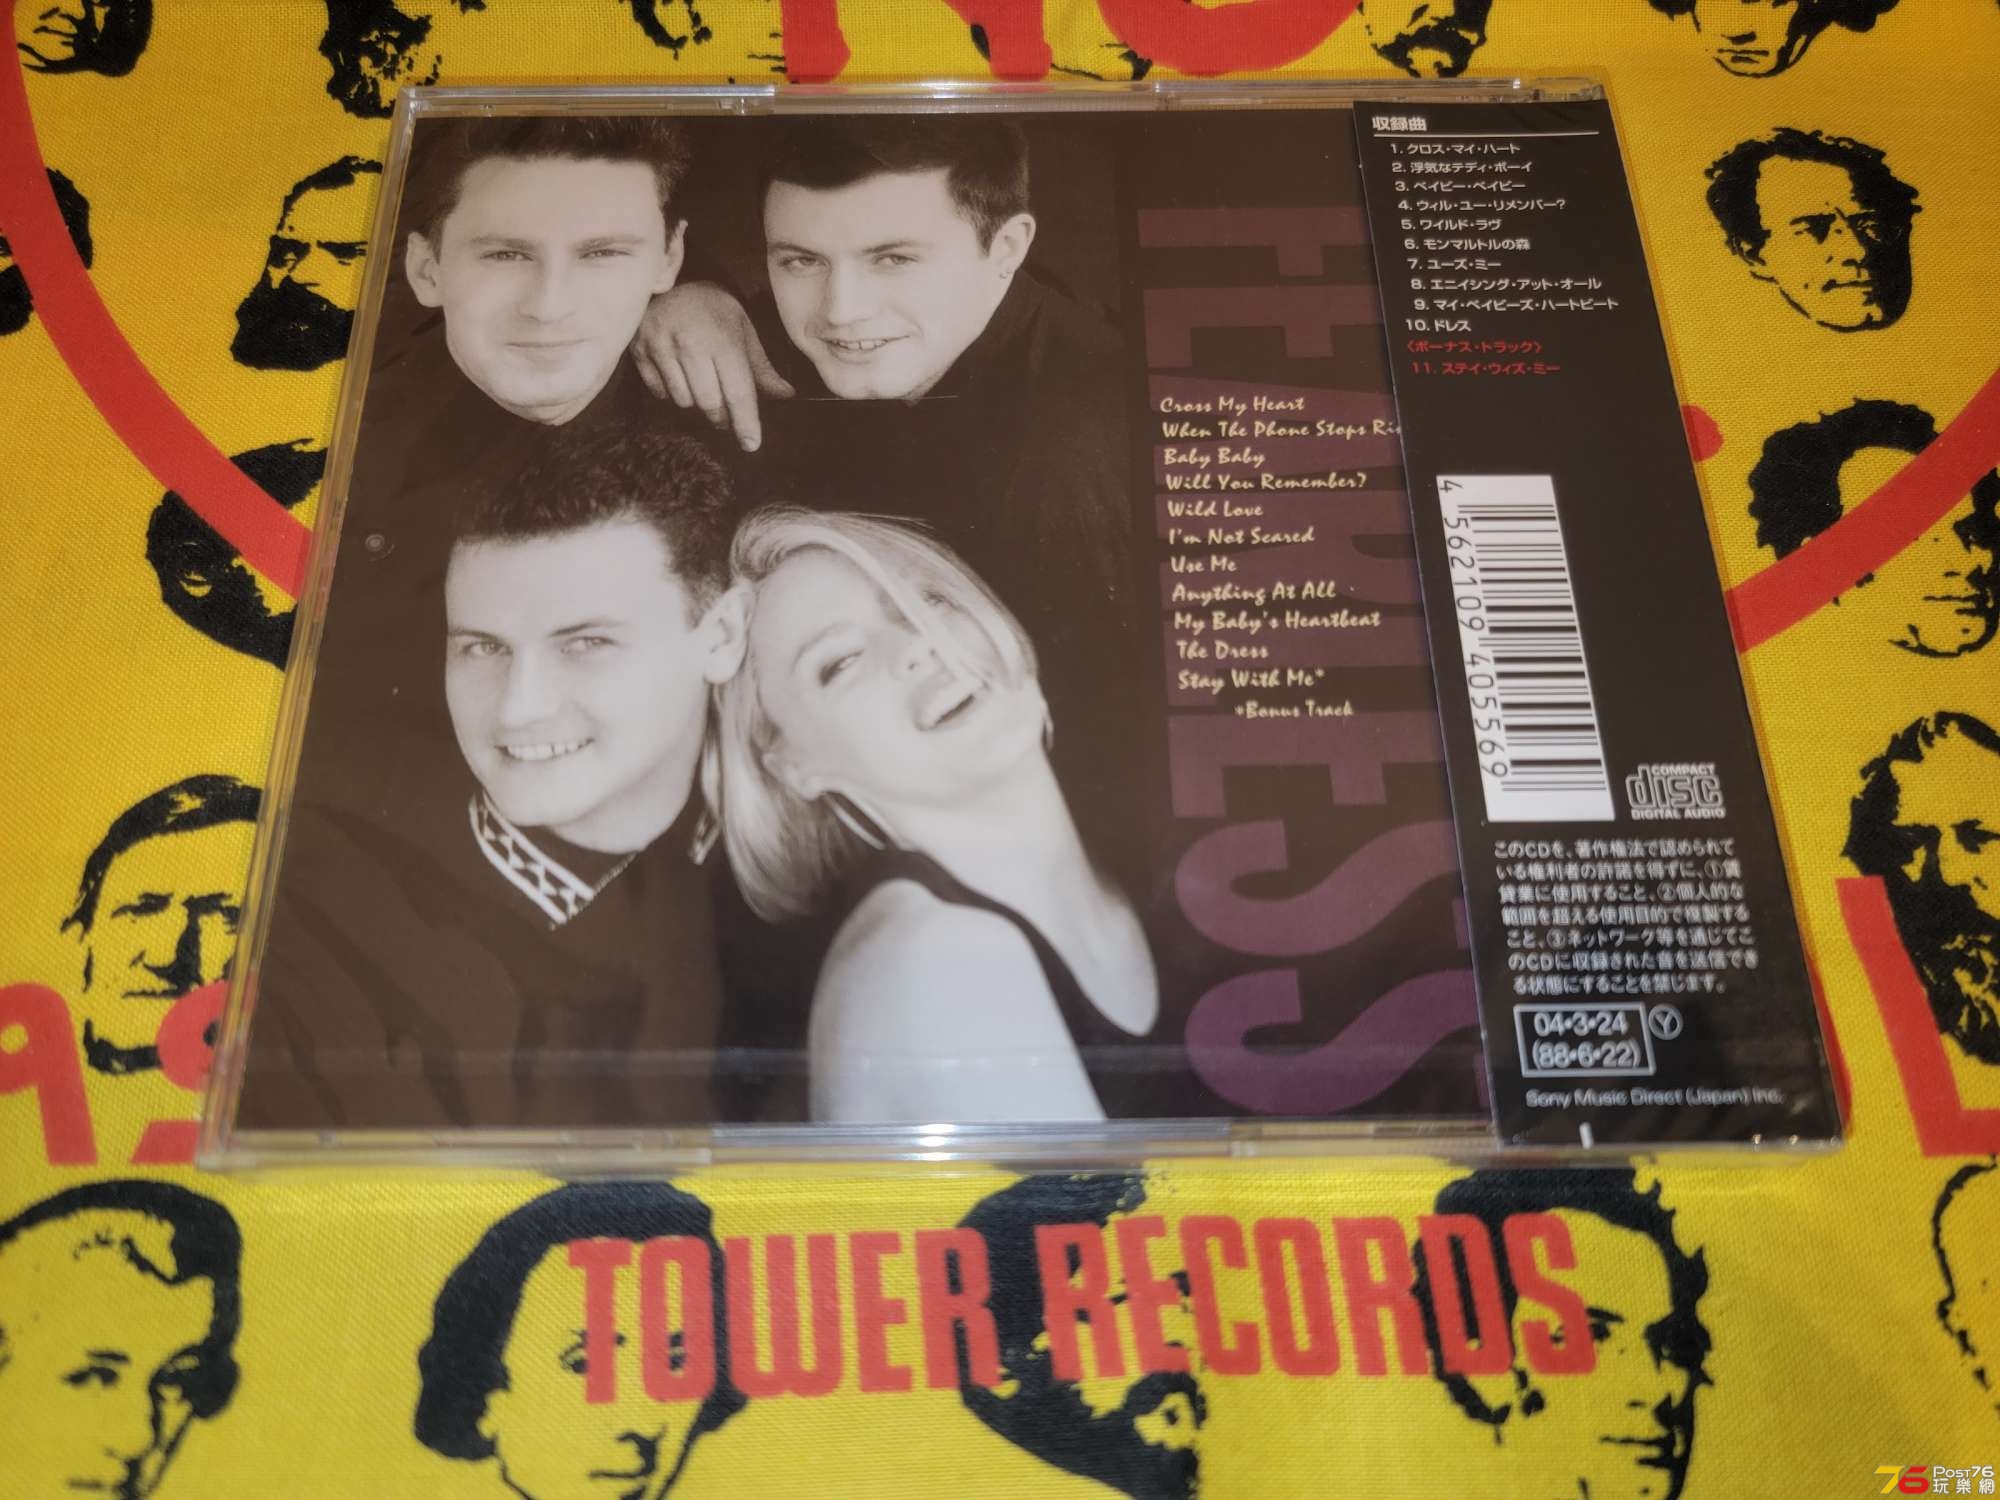 収録曲
1. クロス・マイ・ハート
2. 浮気なテディ・ボーイ
3. ベイビー・ベイビー
4. ウィル・ユー・リメンバー?
5. ワイルド・ラヴ
6. モンマルトルの森
7. ユーズ・ミー
8. エニイシング・アット・オール
9. マイ・ベイビーズ・ハートビート
10. ドレス
〈ボーナス・トラック〉
11. ステイ・ウィズ・ミー
FEARLESS
Cross My Heart
When The Phone Stops
Baby Baby
Will You Remember?
Wild Love
I'm Not Scared
Use Me
Anything At All
My Baby's Heartbeat
The Dress
Stay With Me*
*Bonus Track
4 562109 405569
COMPACT
disc
DIGITAL AUDIO
このCDを、著作権法で認められて
いる権利者の許諾を得ずに、①賃
貸業に使用すること、②個人的な
範囲を超える使用目的で複製する
こと、③ネットワーク等を通じてこ
のCDに収録された音を送信でき
る状態にすることを禁じます。
04・3・24 Ⓨ
(88・6・22)
Sony Music Direct (Japan) Inc.
TOWER RECORDS
76 Post76
玩樂網